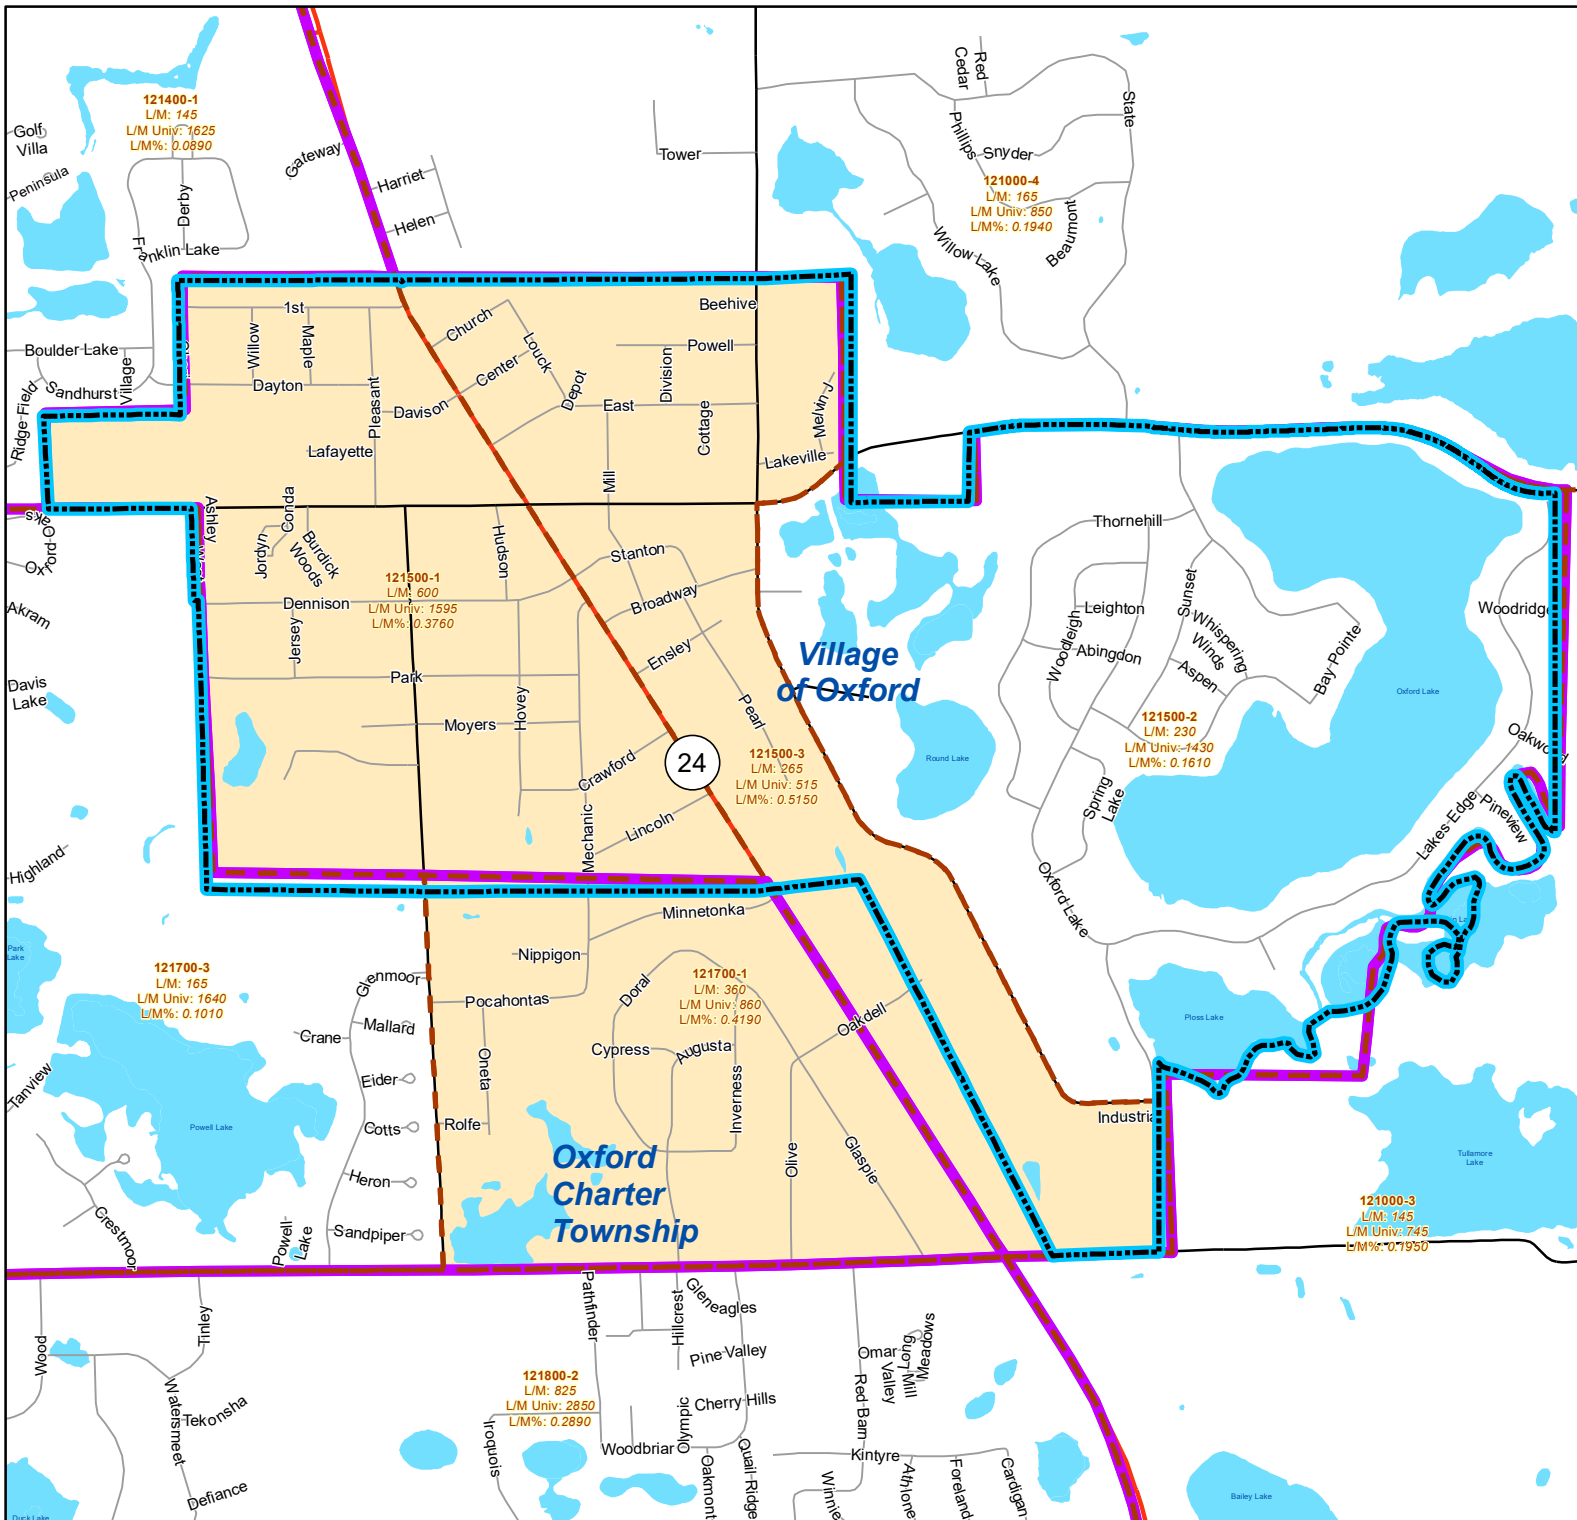 121400-1
L/M: 145
L/M Univ: 1625
L/M%: 0.0890
Golf
Villa
Peninsula
Derby
Gateway
Harriet
Helen
Tower
Red
Cedar
Phillips
Snyder
State
121000-4
L/M: 165
L/M Univ: 850
L/M%: 0.1940
Willow Lake
Beaumont
1st
Willow
Maple
Church
Louck
Center
Beehive
Powell
Boulder Lake
Village
Sandhurst
Ridge Field
Dayton
Pleasant
Davison
Depot
East
Division
Cottage
Melvin J
Lafayette
Lakeville
Mill
Ashley
Conda
Jordyn
Burdick
Woods
Hudson
Stanton
Thornehill
Akram
121500-1
L/M: 600
L/M Univ: 1595
L/M%: 0.3760
Dennison
Broadway
Jersey
Ensley
Leighton
Sunset
Whispering
Winds
Woodleigh
Abingdon
Aspen
Bay Pointe
Village
of Oxford
Davis
Lake
Park
Moyers
Hovey
Pearl
Oxford Lake
Round Lake
121500-2
L/M: 230
L/M Univ: 1430
L/M%: 0.1610
24
121500-3
L/M: 265
L/M Univ: 515
L/M%: 0.5150
Crawford
Lincoln
Mechanic
Spring
Lake
Lakes Edge
Pineview
Highland
Oxford Lake
Minnetonka
Nippigon
Park
Lake
121700-3
L/M: 165
L/M Univ: 1640
L/M%: 0.1010
Glenmoor
Pocahontas
Doral
121700-1
L/M: 360
L/M Univ: 860
L/M%: 0.4190
Oakdell
Ploss Lake
Crane
Mallard
Cypress
Augusta
Oneta
Inverness
Tanview
Eider
Cotts
Rolfe
Powell Lake
Olive
Glaspie
Oxford
Charter
Township
Tullamore
Lake
Heron
Sandpiper
Crestmoor
Powell
Lake
121000-3
L/M: 145
L/M Univ: 745
L/M%: 0.1950
Wood
Tinley
Pathfinder
Hillcrest
Gleneagles
Pine Valley
Omar
Long
Meadows
Mill
Valley
121800-2
L/M: 825
L/M Univ: 2850
L/M%: 0.2890
Watersmeet
Tekonsha
Iroquois
Cherry Hills
Olympic
Woodbriar
Oakmont
Quail Ridge
Red Barn
Kintyre
Winnie
Athlone
Foreland
Cardigan
Defiance
Bailey Lake
Duck Lake